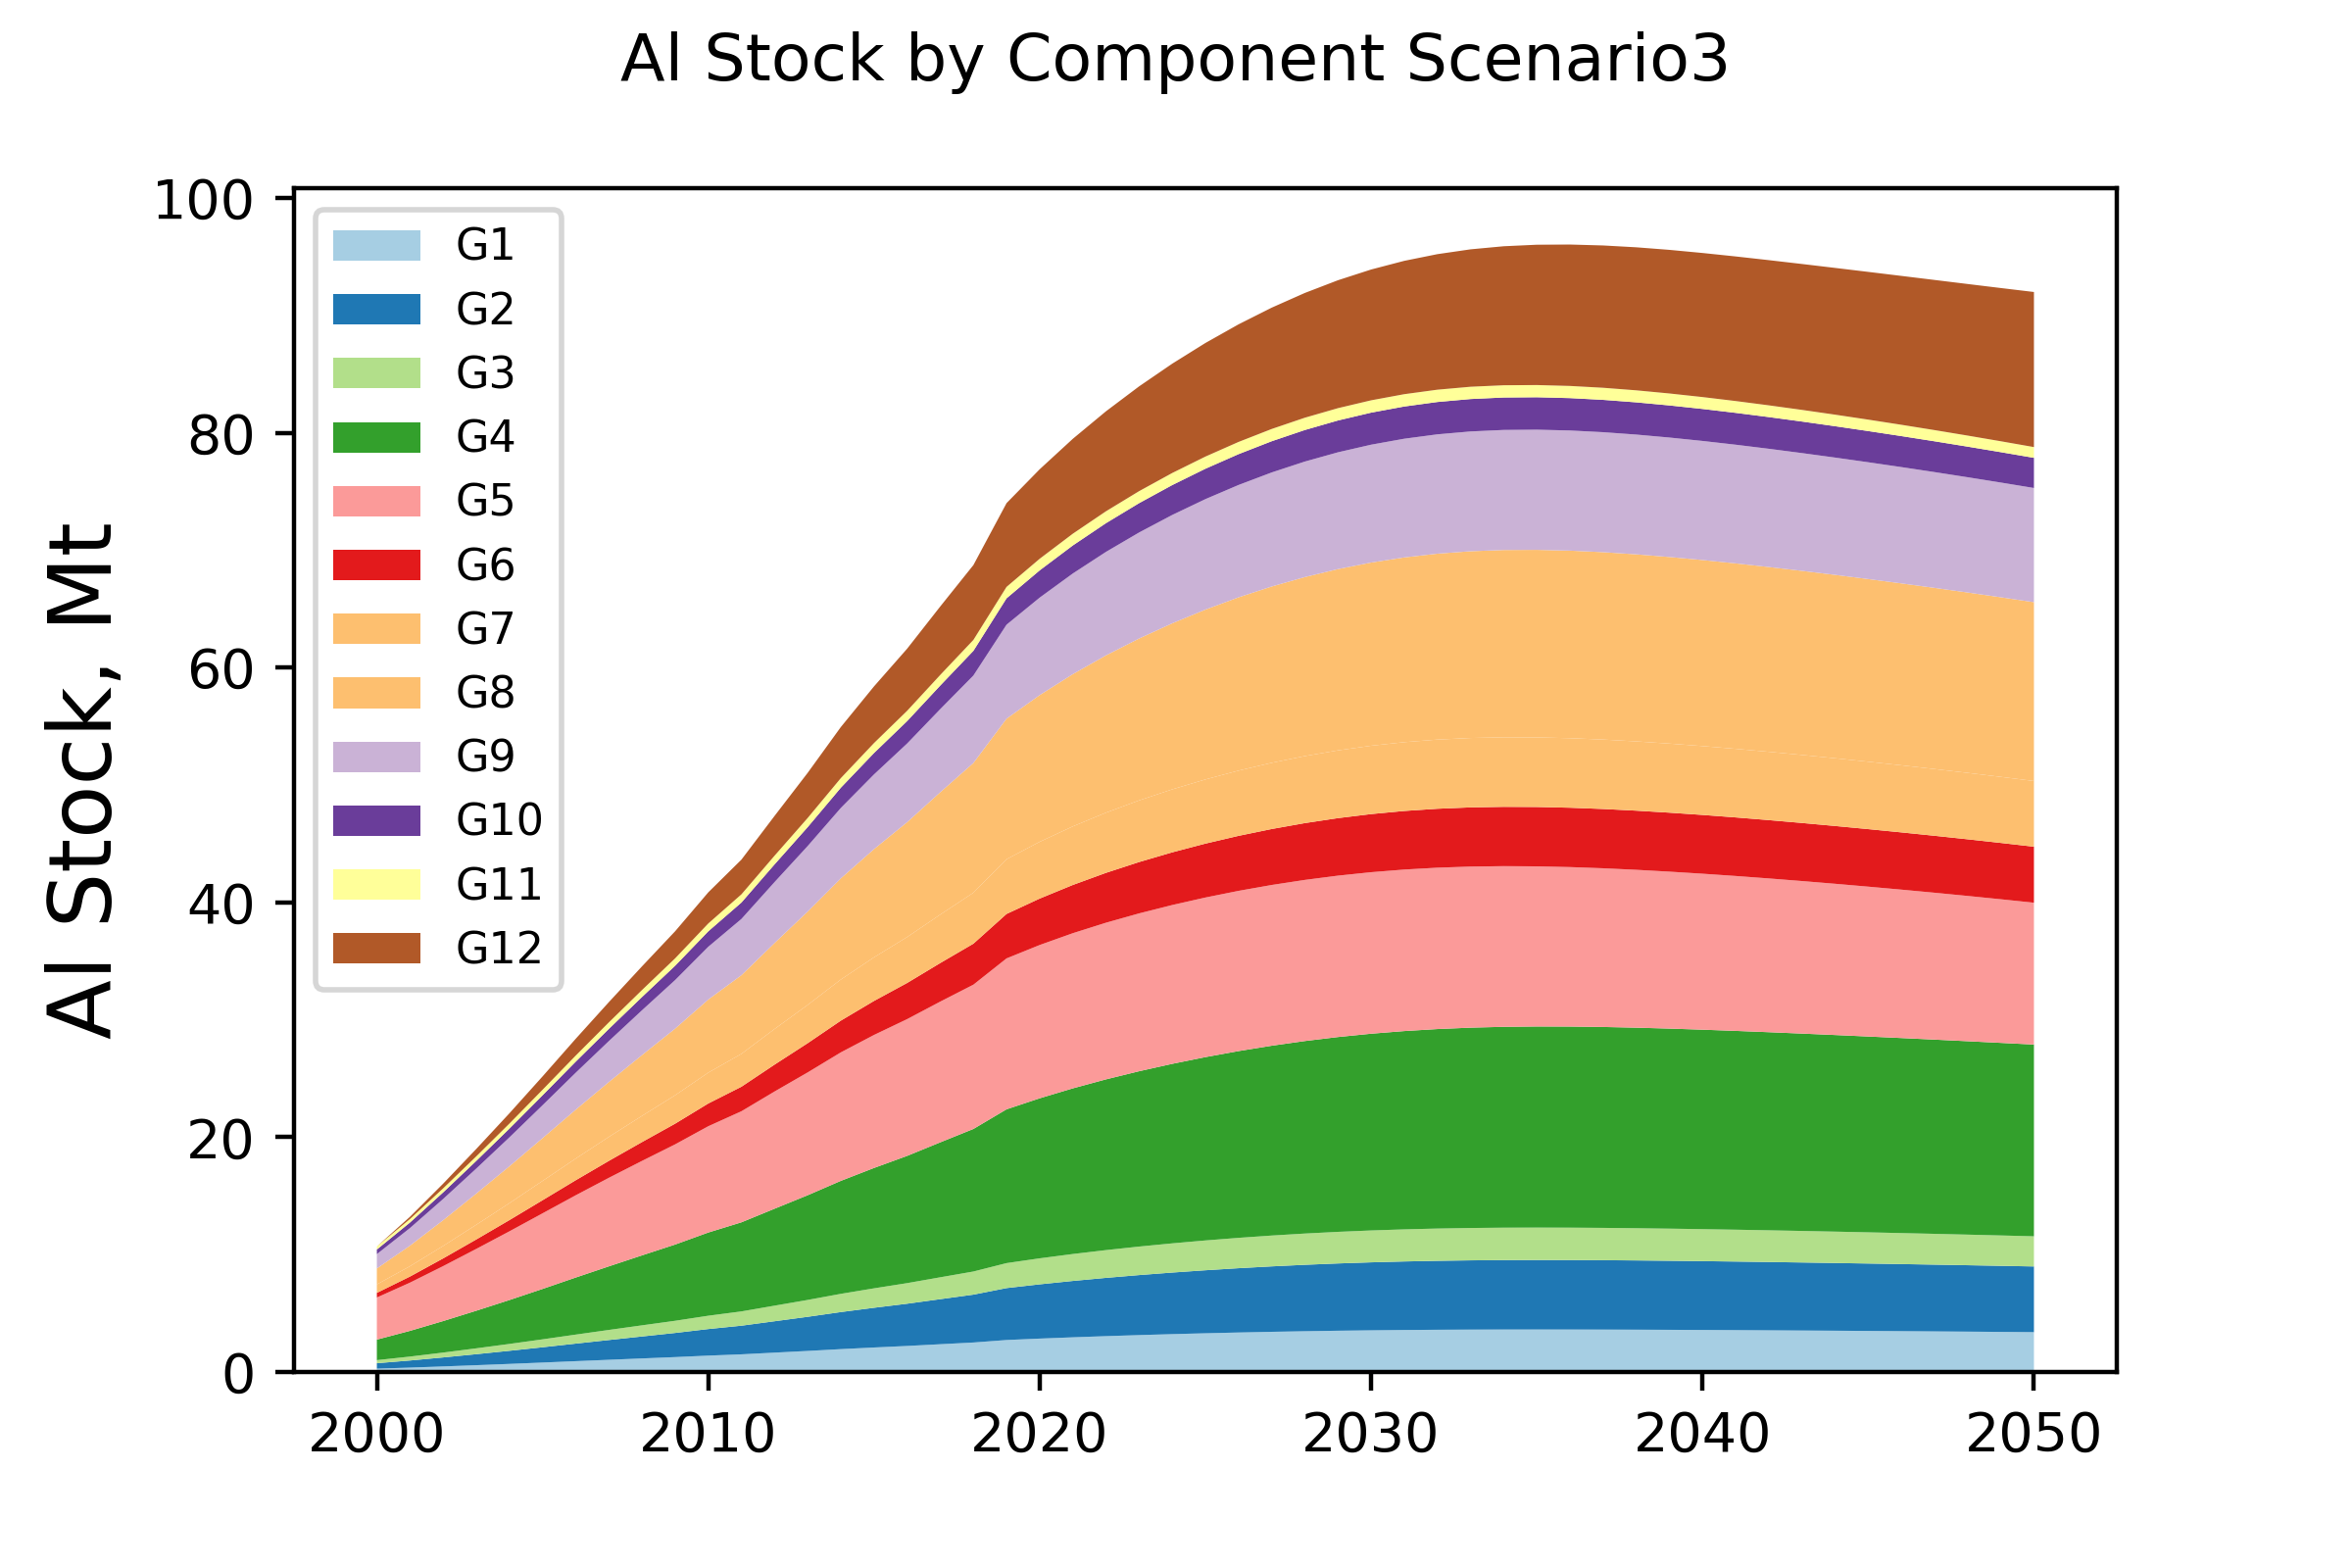 Al Stock by Component Scenario3
Al Stock, Mt
100
80
60
40
20
0
G1
G2
G3
G4
G5
G6
G7
G8
G9
G10
G11
G12
2000 2010 2020 2030 2040 2050